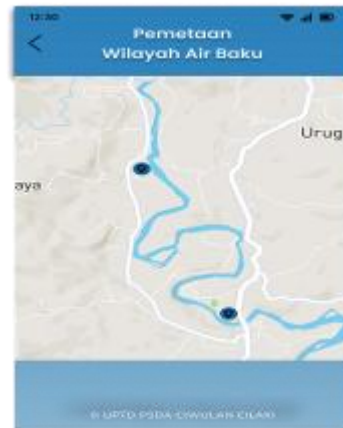 12:30
Pemetaan
Wilayah Air Baku
Urug
aya
© UPTD PSDA CIWULAN CILAKI